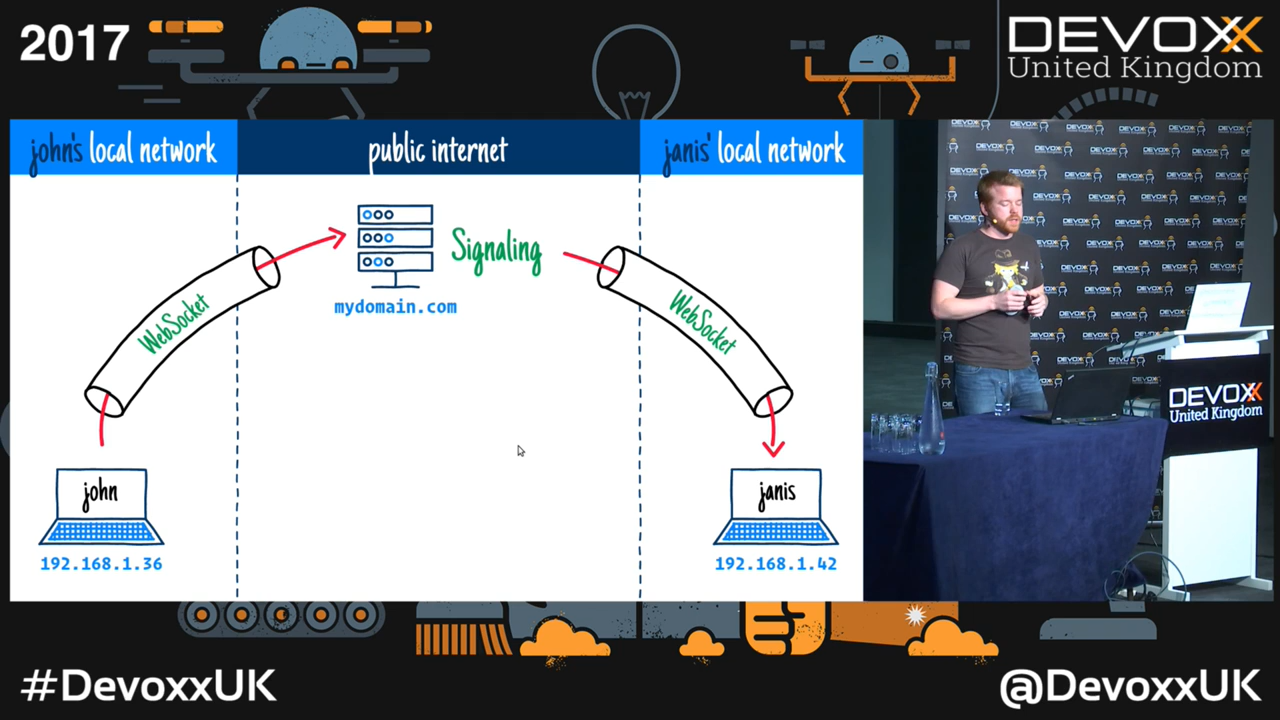 2017
DEVOXX
United Kingdom
john's local network
public internet
janis' local network
Signaling
mydomain.com
WebSocket
WebSocket
john
janis
192.168.1.36
192.168.1.42
DEVOXX
United Kingdom
#DevoxxUK
@DevoxxUK